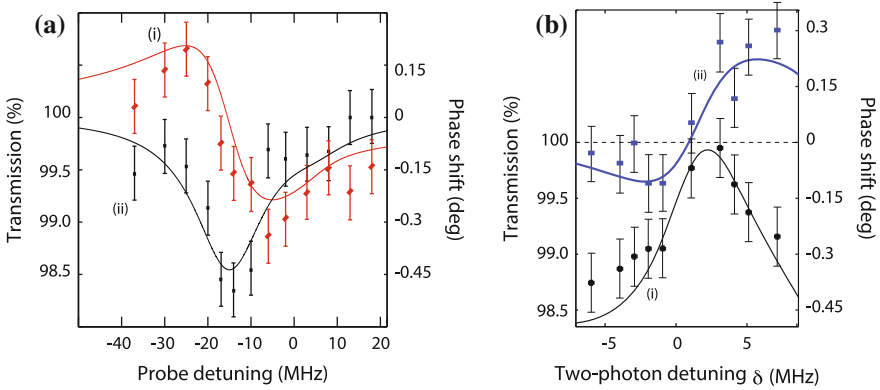 (a)
(i)
(ii)
Transmission (%)
100
99.5
99.0
98.5
0.15
0
-0.15
-0.3
-0.45
Phase shift (deg)
-40 -30 -20 -10 0 10 20
Probe detuning (MHz)
b)
(ii)
(i)
Transmission (%)
100
99.5
99.0
98.5
0.3
0.15
0
-0.15
-0.3
-0.45
Phase shift (deg)
-5 0 5
Two-photon detuning δ (MHz)